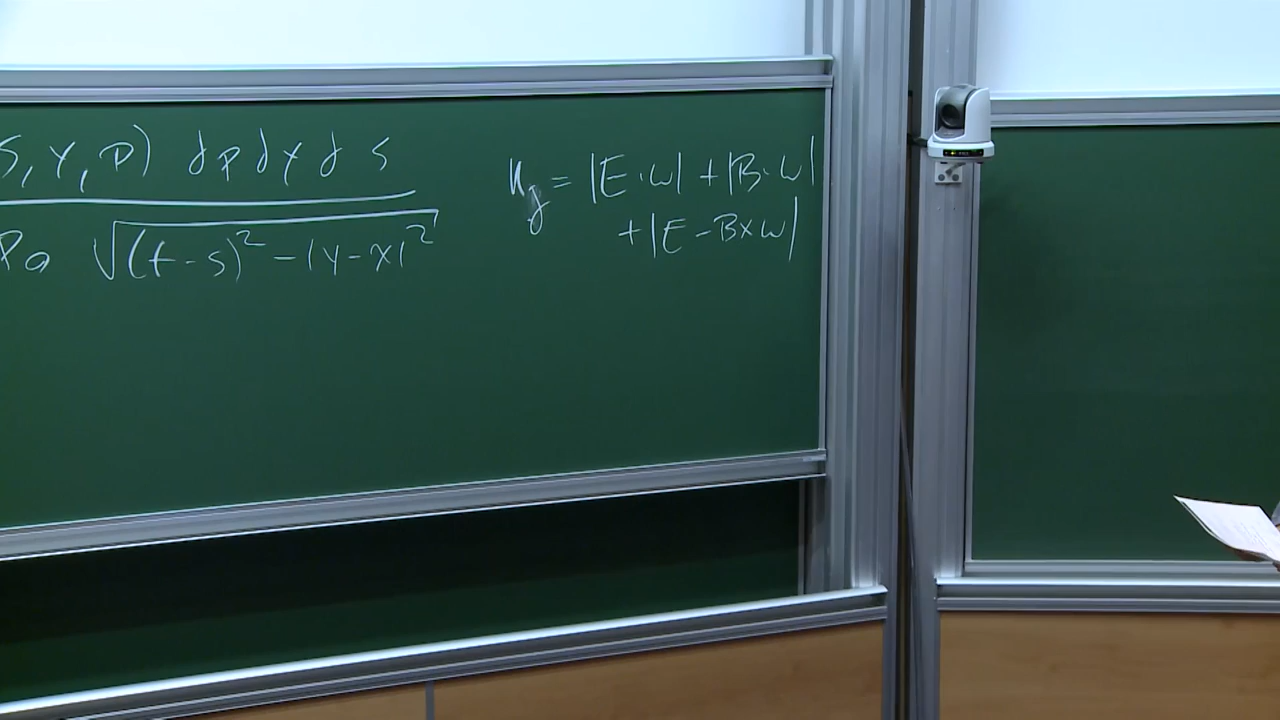 s, y, p) dp dy ds
p₀ √((t-s)² - |y-x|²)
K_g = |E·ω| + |B·ω|
+ |E - B×ω|